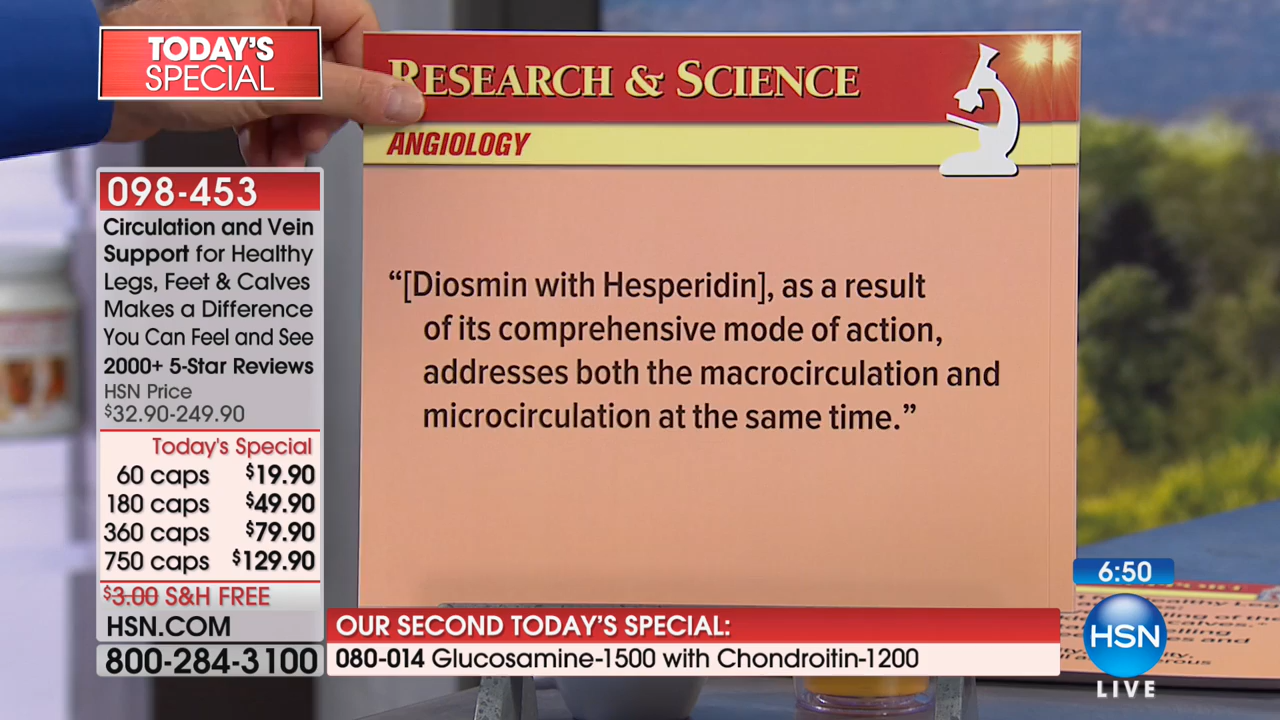 TODAY'S
SPECIAL
RESEARCH & SCIENCE
ANGIOLOGY
“[Diosmin with Hesperidin], as a result
of its comprehensive mode of action,
addresses both the macrocirculation and
microcirculation at the same time.”
098-453
Circulation and Vein
Support for Healthy
Legs, Feet & Calves
Makes a Difference
You Can Feel and See
2000+ 5-Star Reviews
HSN Price
$32.90-249.90
Today's Special
60 caps $19.90
180 caps $49.90
360 caps $79.90
750 caps $129.90
$3.00 S&H FREE
HSN.COM
800-284-3100
OUR SECOND TODAY'S SPECIAL:
080-014 Glucosamine-1500 with Chondroitin-1200
6:50
HSN
LIVE